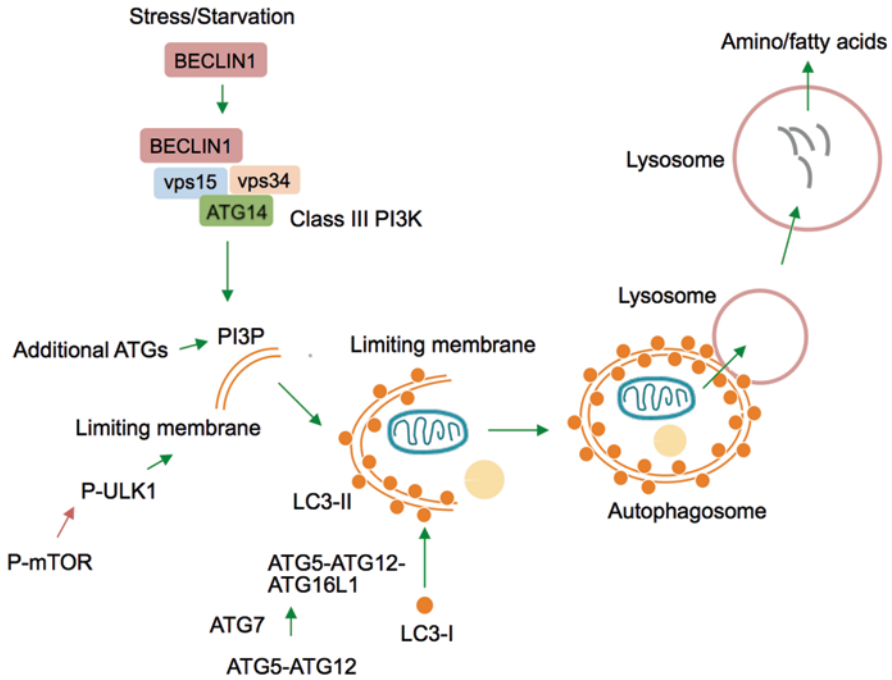 Stress/Starvation
BECLIN1
BECLIN1
vps15
vps34
ATG14
Class III PI3K
Additional ATGs
PI3P
Limiting membrane
P-ULK1
P-mTOR
Limiting membrane
LC3-II
ATG5-ATG12-
ATG16L1
ATG7
ATG5-ATG12
LC3-I
Autophagosome
Lysosome
Lysosome
Amino/fatty acids